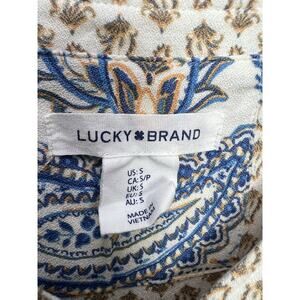 LUCKY BRAND
US: S
CA: S/P
UK: S
EU: S
AU: S
MADE IN
VIETNAM